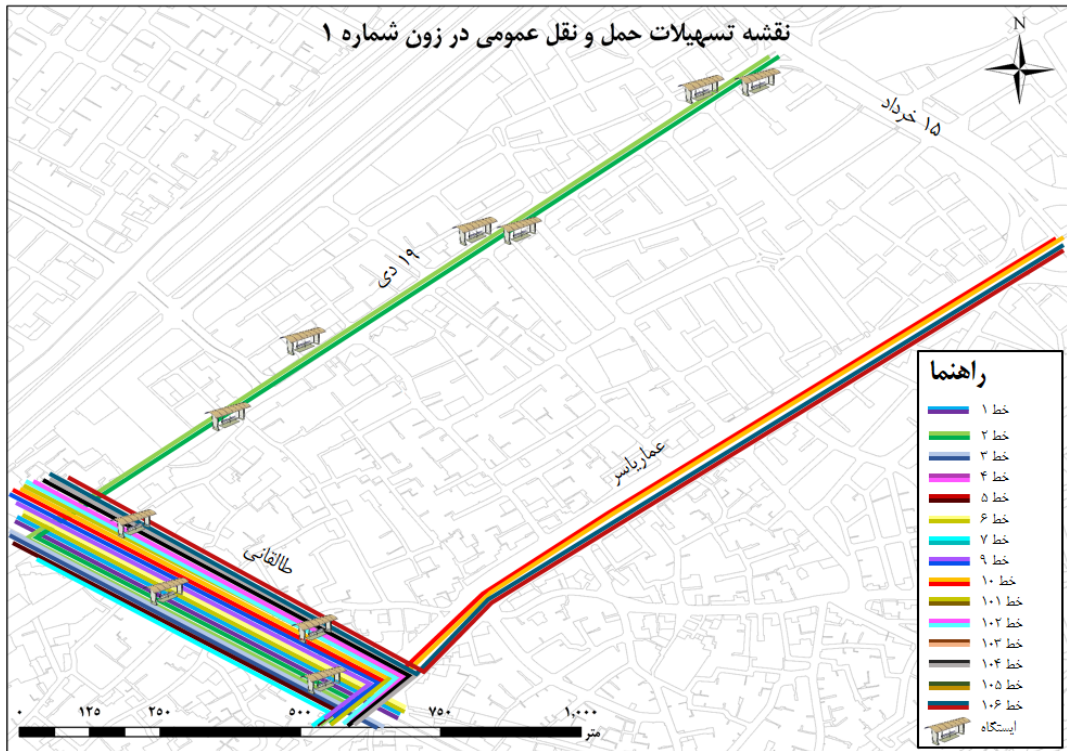 نقشه تسهیلات حمل و نقل عمومی در زون شماره ۱
N
۱۵ خرداد
۱۹ دی
عماریاسر
طالقانی
راهنما
خط ۱
خط ۲
خط ۳
خط ۴
خط ۵
خط ۶
خط ۷
خط ۹
خط ۱۰
خط ۱۰۱
خط ۱۰۲
خط ۱۰۳
خط ۱۰۴
خط ۱۰۵
خط ۱۰۶
ایستگاه
۰ ۱۲۵ ۲۵۰ ۵۰۰ ۷۵۰ ۱,۰۰۰
متر